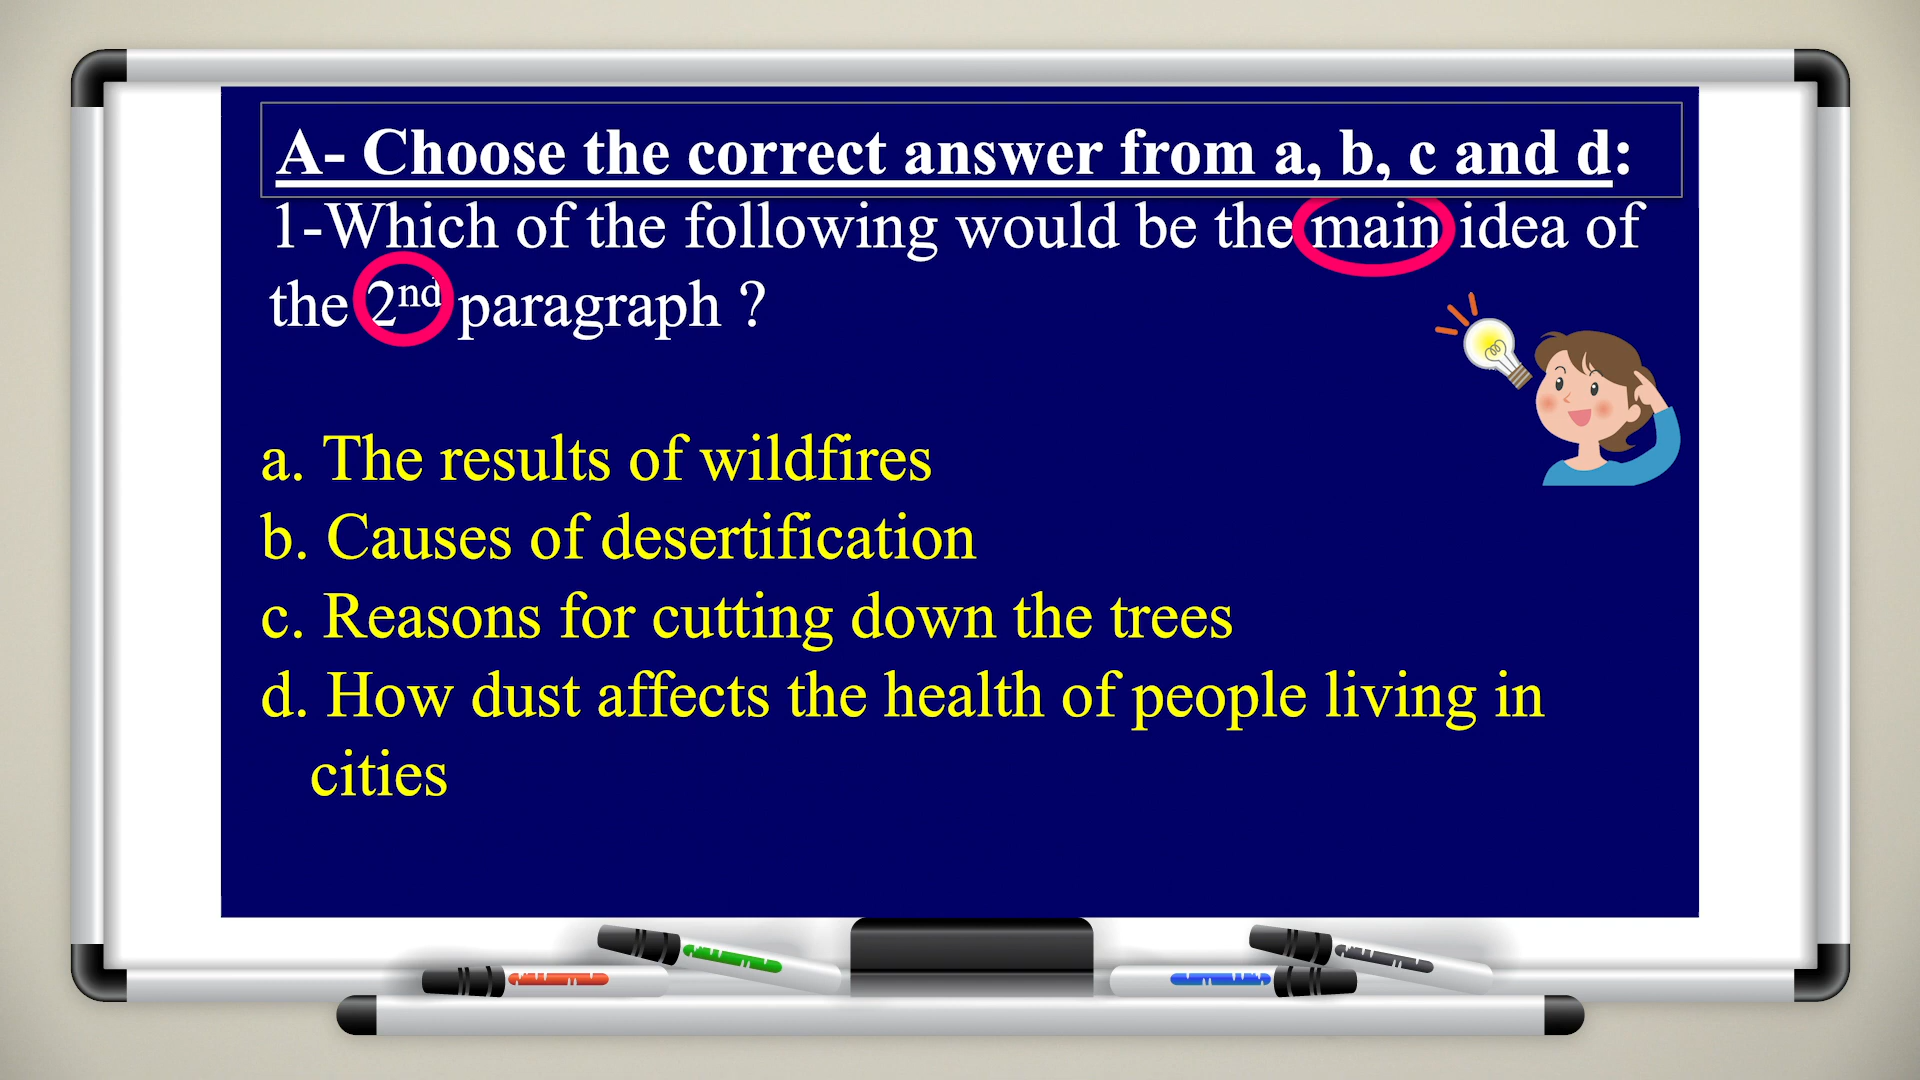 A- Choose the correct answer from a, b, c and d:
1-Which of the following would be the main idea of
the 2nd paragraph ?
a. The results of wildfires
b. Causes of desertification
c. Reasons for cutting down the trees
d. How dust affects the health of people living in
cities